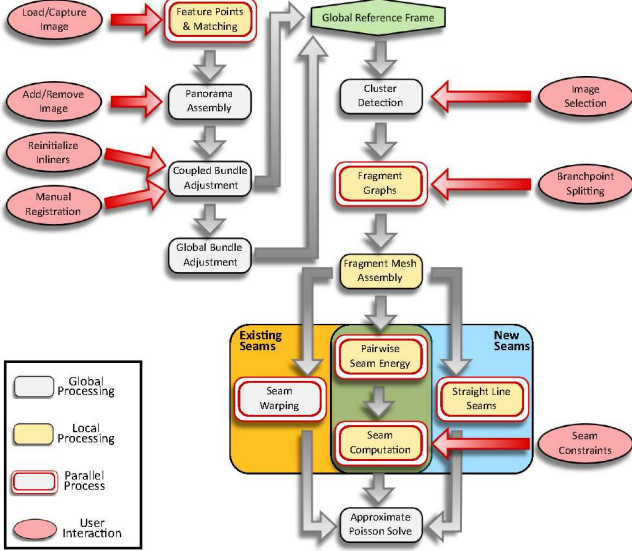 Load/Capture
Image
Feature Points
& Matching
Global Reference Frame
Add/Remove
Image
Panorama
Assembly
Cluster
Detection
Image
Selection
Reinitialize
Inliners
Manual
Registration
Coupled Bundle
Adjustment
Fragment
Graphs
Branchpoint
Splitting
Global Bundle
Adjustment
Fragment Mesh
Assembly
Existing
Seams
New
Seams
Pairwise
Seam Energy
Seam
Warping
Straight Line
Seams
Seam
Computation
Seam
Constraints
Approximate
Poisson Solve
Global
Processing
Local
Processing
Parallel
Process
User
Interaction